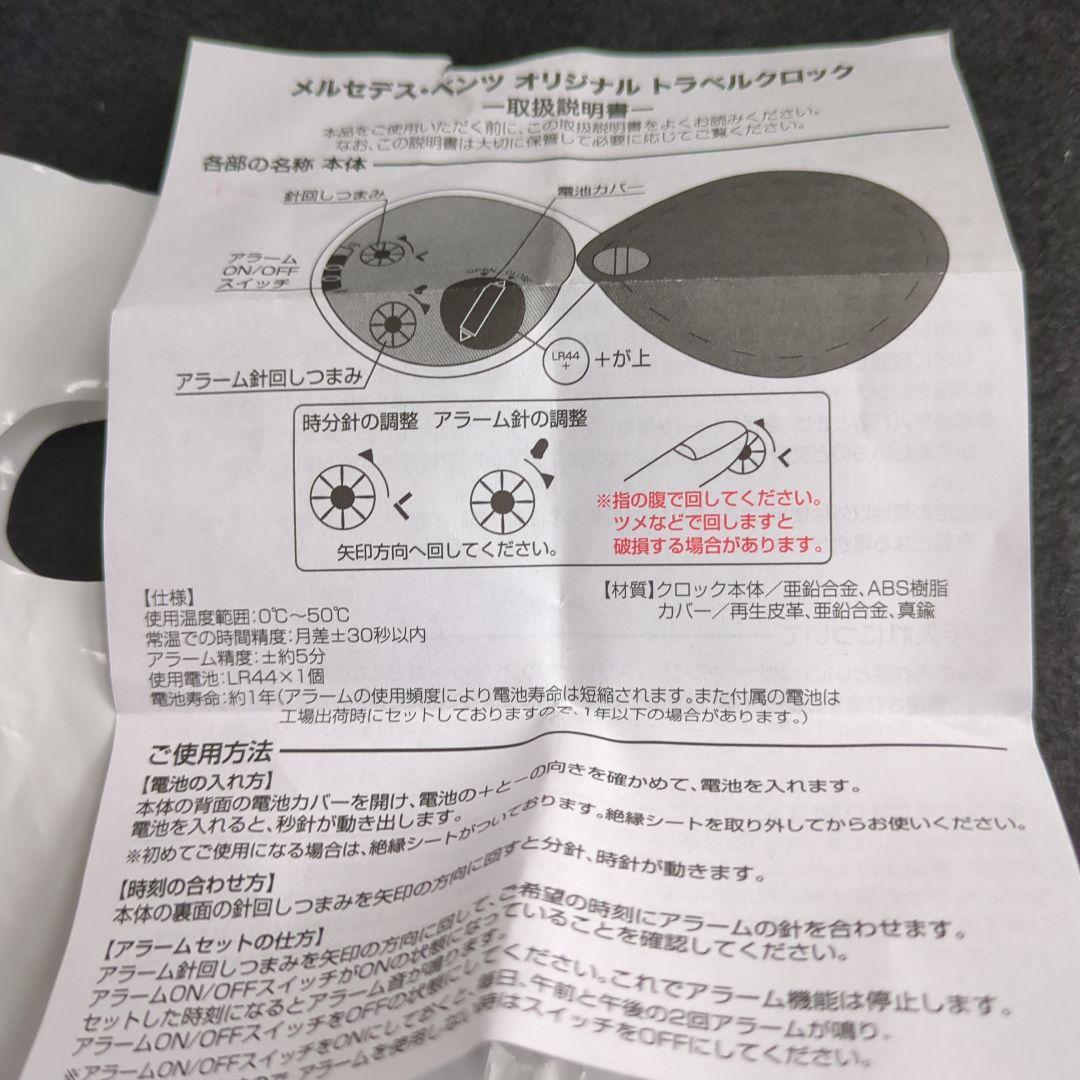 メルセデス・ベンツ オリジナル トラベルクロック
―取扱説明書―
本品をご使用いただく前に、この取扱説明書をよくお読みください。
なお、この説明書は大切に保管して必要に応じてご覧ください。
各部の名称 本体
針回しつまみ
電池カバー
アラーム
ON/OFF
スイッチ
OPEN CLOSE
LR44
+
+が上
アラーム針回しつまみ
時分針の調整 アラーム針の調整
※指の腹で回してください。
ツメなどで回しますと
破損する場合があります。
矢印方向へ回してください。
【仕様】
使用温度範囲:0℃～50℃
常温での時間精度:月差±30秒以内
アラーム精度:±約5分
使用電池:LR44×1個
電池寿命:約1年(アラームの使用頻度により電池寿命は短縮されます。また付属の電池は
工場出荷時にセットしておりますので、1年以下の場合があります。)
【材質】クロック本体／亜鉛合金、ABS樹脂
カバー／再生皮革、亜鉛合金、真鍮
ご使用方法
【電池の入れ方】
本体の背面の電池カバーを開け、電池の＋と－の向きを確かめて、電池を入れます。
電池を入れると、秒針が動き出します。
※初めてご使用になる場合は、絶縁シートがついております。絶縁シートを取り外してからお使いください。
【時刻の合わせ方】
本体の裏面の針回しつまみを矢印の方向に回すと分針、時針が動きます。
【アラームセットの仕方】
アラーム針回しつまみを矢印の方向に回して、ご希望の時刻にアラームの針を合わせます。
アラームON/OFFスイッチがONの状態になっていることを確認してください。
セットした時刻になるとアラーム音が鳴ります。
アラームON/OFFスイッチをOFFの状態にしてください。これでアラーム機能は停止します。
※アラームON/OFFスイッチをONにしておくと、毎日、午前と午後の2回アラームが鳴り、
アラームを使用しない時はスイッチをOFFにしてください。